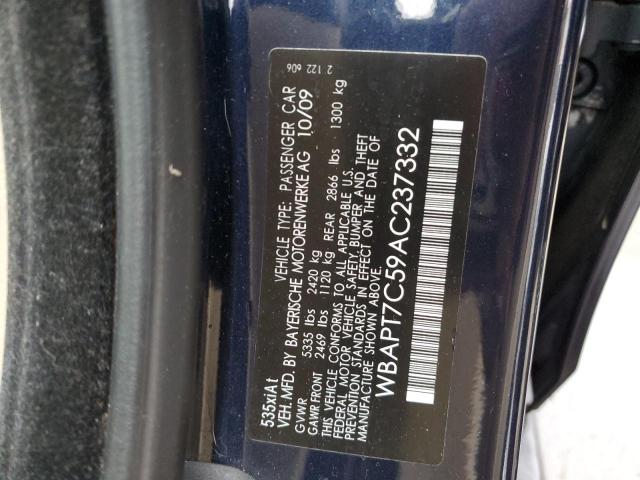 2 122 606
535xiAt VEHICLE TYPE: PASSENGER CAR
VEH. MFD. BY BAYERISCHE MOTORENWERKE AG 10/09
GVWR 5335 lbs 2420 kg
GAWR FRONT 2469 lbs 1120 kg REAR 2866 lbs 1300 kg
THIS VEHICLE CONFORMS TO ALL APPLICABLE U.S.
FEDERAL MOTOR VEHICLE SAFETY, BUMPER AND THEFT
PREVENTION STANDARDS IN EFFECT ON THE DATE OF
MANUFACTURE SHOWN ABOVE.
WBAPT7C59AC237332